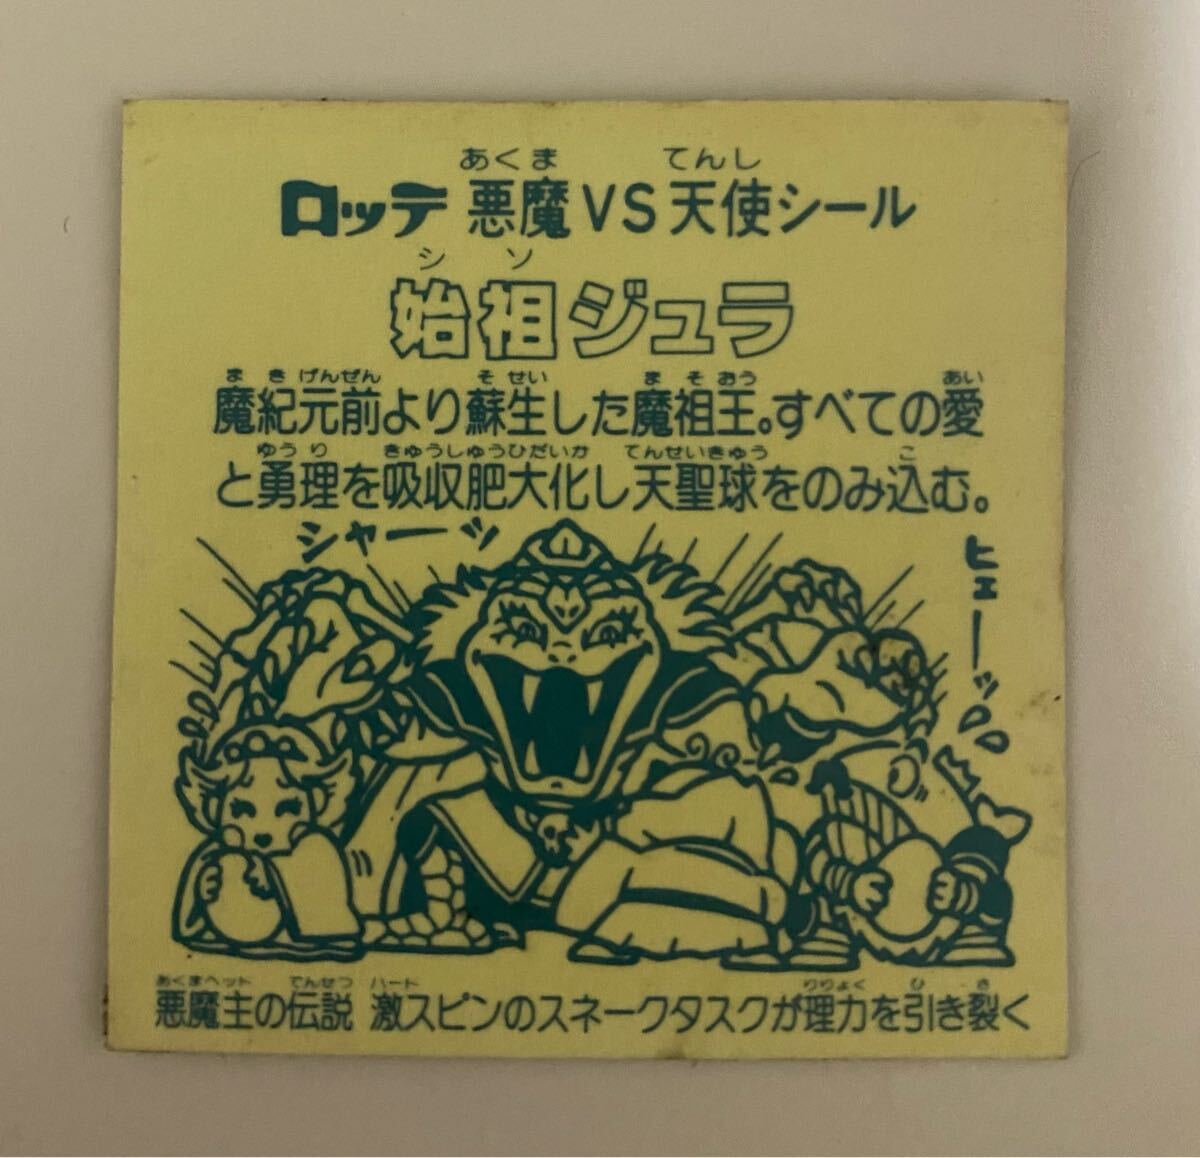 あくま てんし
ロッテ 悪魔VS天使シール
シソ
始祖ジュラ
まきげんぜん そせい まそおう あい
魔紀元前より蘇生した魔祖王。すべての愛
ゆうり きゅうしゅうひだいか てんせいきゅう こ
と勇理を吸収肥大化し天聖球をのみ込む。
シャーッ
ヒェーッ
あくまヘッド でんせつ ハード りりょく ひ さ
悪魔主の伝説 激スピンのスネークタスクが理力を引き裂く